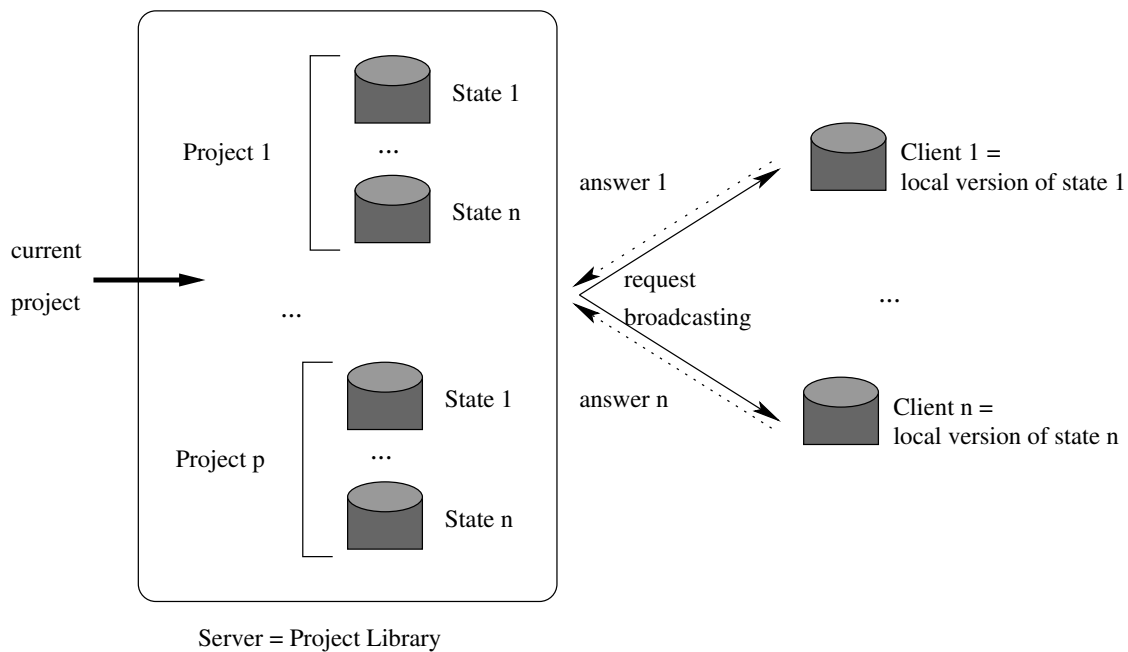 State 1
Project 1
...
State n
current
project
...
State 1
Project p
...
State n
Server = Project Library
answer 1
request
broadcasting
answer n
Client 1 =
local version of state 1
...
Client n =
local version of state n